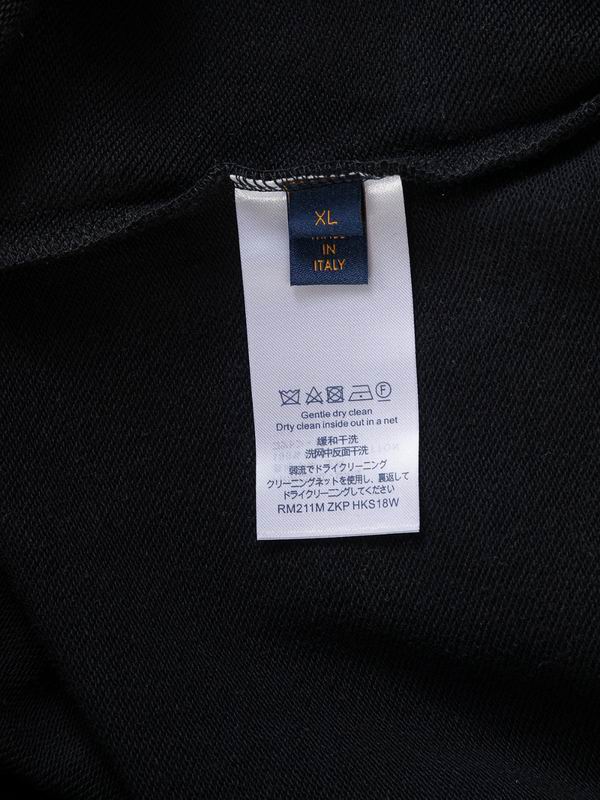 XL
MADE
IN
ITALY
F
Gentle dry clean
Drty clean inside out in a net
緩和干洗
洗网中反面干洗
弱流でドライクリーニング
クリーニングネットを使用し、裏返して
ドライクリーニングしてください
RM211M ZKP HKS18W